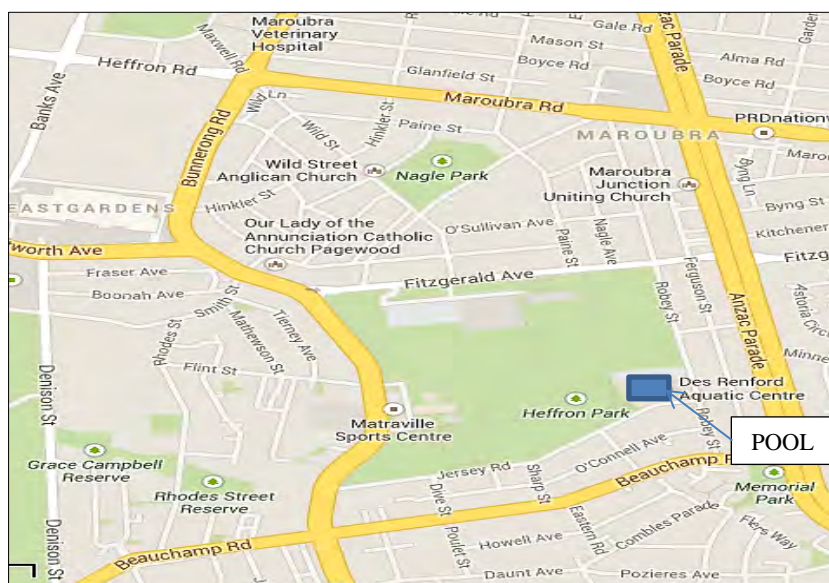 Maroubra
Veterinary
Hospital
Maxwell Rd
Heffron Rd
Banks Ave
Bunnerong Rd
Gale Rd
Mason St
Boyce Rd
Glanfield St
Anzac Parade
Alma Rd
Boyce Rd
Maroubra Rd
PRDnationw
MAROUBRA
Wild Ln
Wild St
Hinkler St
Paine St
Wild Street
Anglican Church
Nagle Park
Maroubra
Junction
Uniting Church
Byng Ln
Byng St
Kitchener
EASTGARDENS
Hinkler St
Our Lady of the
Annunciation Catholic
Church Pagewood
O'Sullivan Ave
Paine St
Nagle Ave
tworth Ave
Fraser Ave
Boonah Ave
Fitzgerald Ave
Fitzg
Robey St
Ferguson St
Anzac Parade
Astoria Circ
Minne
Smith St
Rhodes St
Mathewson St
Tierney Ave
Flint St
Denison St
Matraville
Sports Centre
Heffron Park
Des Renford
Aquatic Centre
Robey St
POOL
Grace Campbell
Reserve
Rhodes Street
Reserve
Jersey Rd
O'Connell Ave
Beauchamp R
Memorial
Park
Dive St
Sharp St
Poulet St
Eastern Rd
Howell Ave
Combles Parade
Flers Way
Denison St
Beauchamp Rd
Daunt Ave
Pozieres Ave